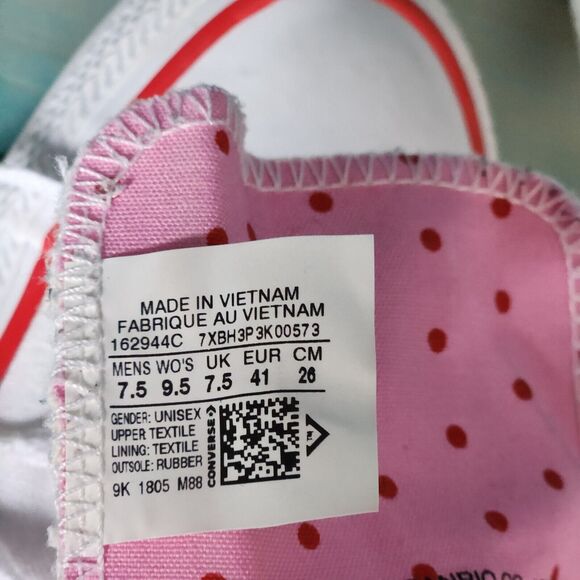 MADE IN VIETNAM
FABRIQUE AU VIETNAM
162944C 7XBH3P3K00573
MENS WO'S UK EUR CM
7.5 9.5 7.5 41 26
GENDER: UNISEX
UPPER TEXTILE
LINING: TEXTILE
OUTSOLE: RUBBER
9K 1805 M88
CONVERSE